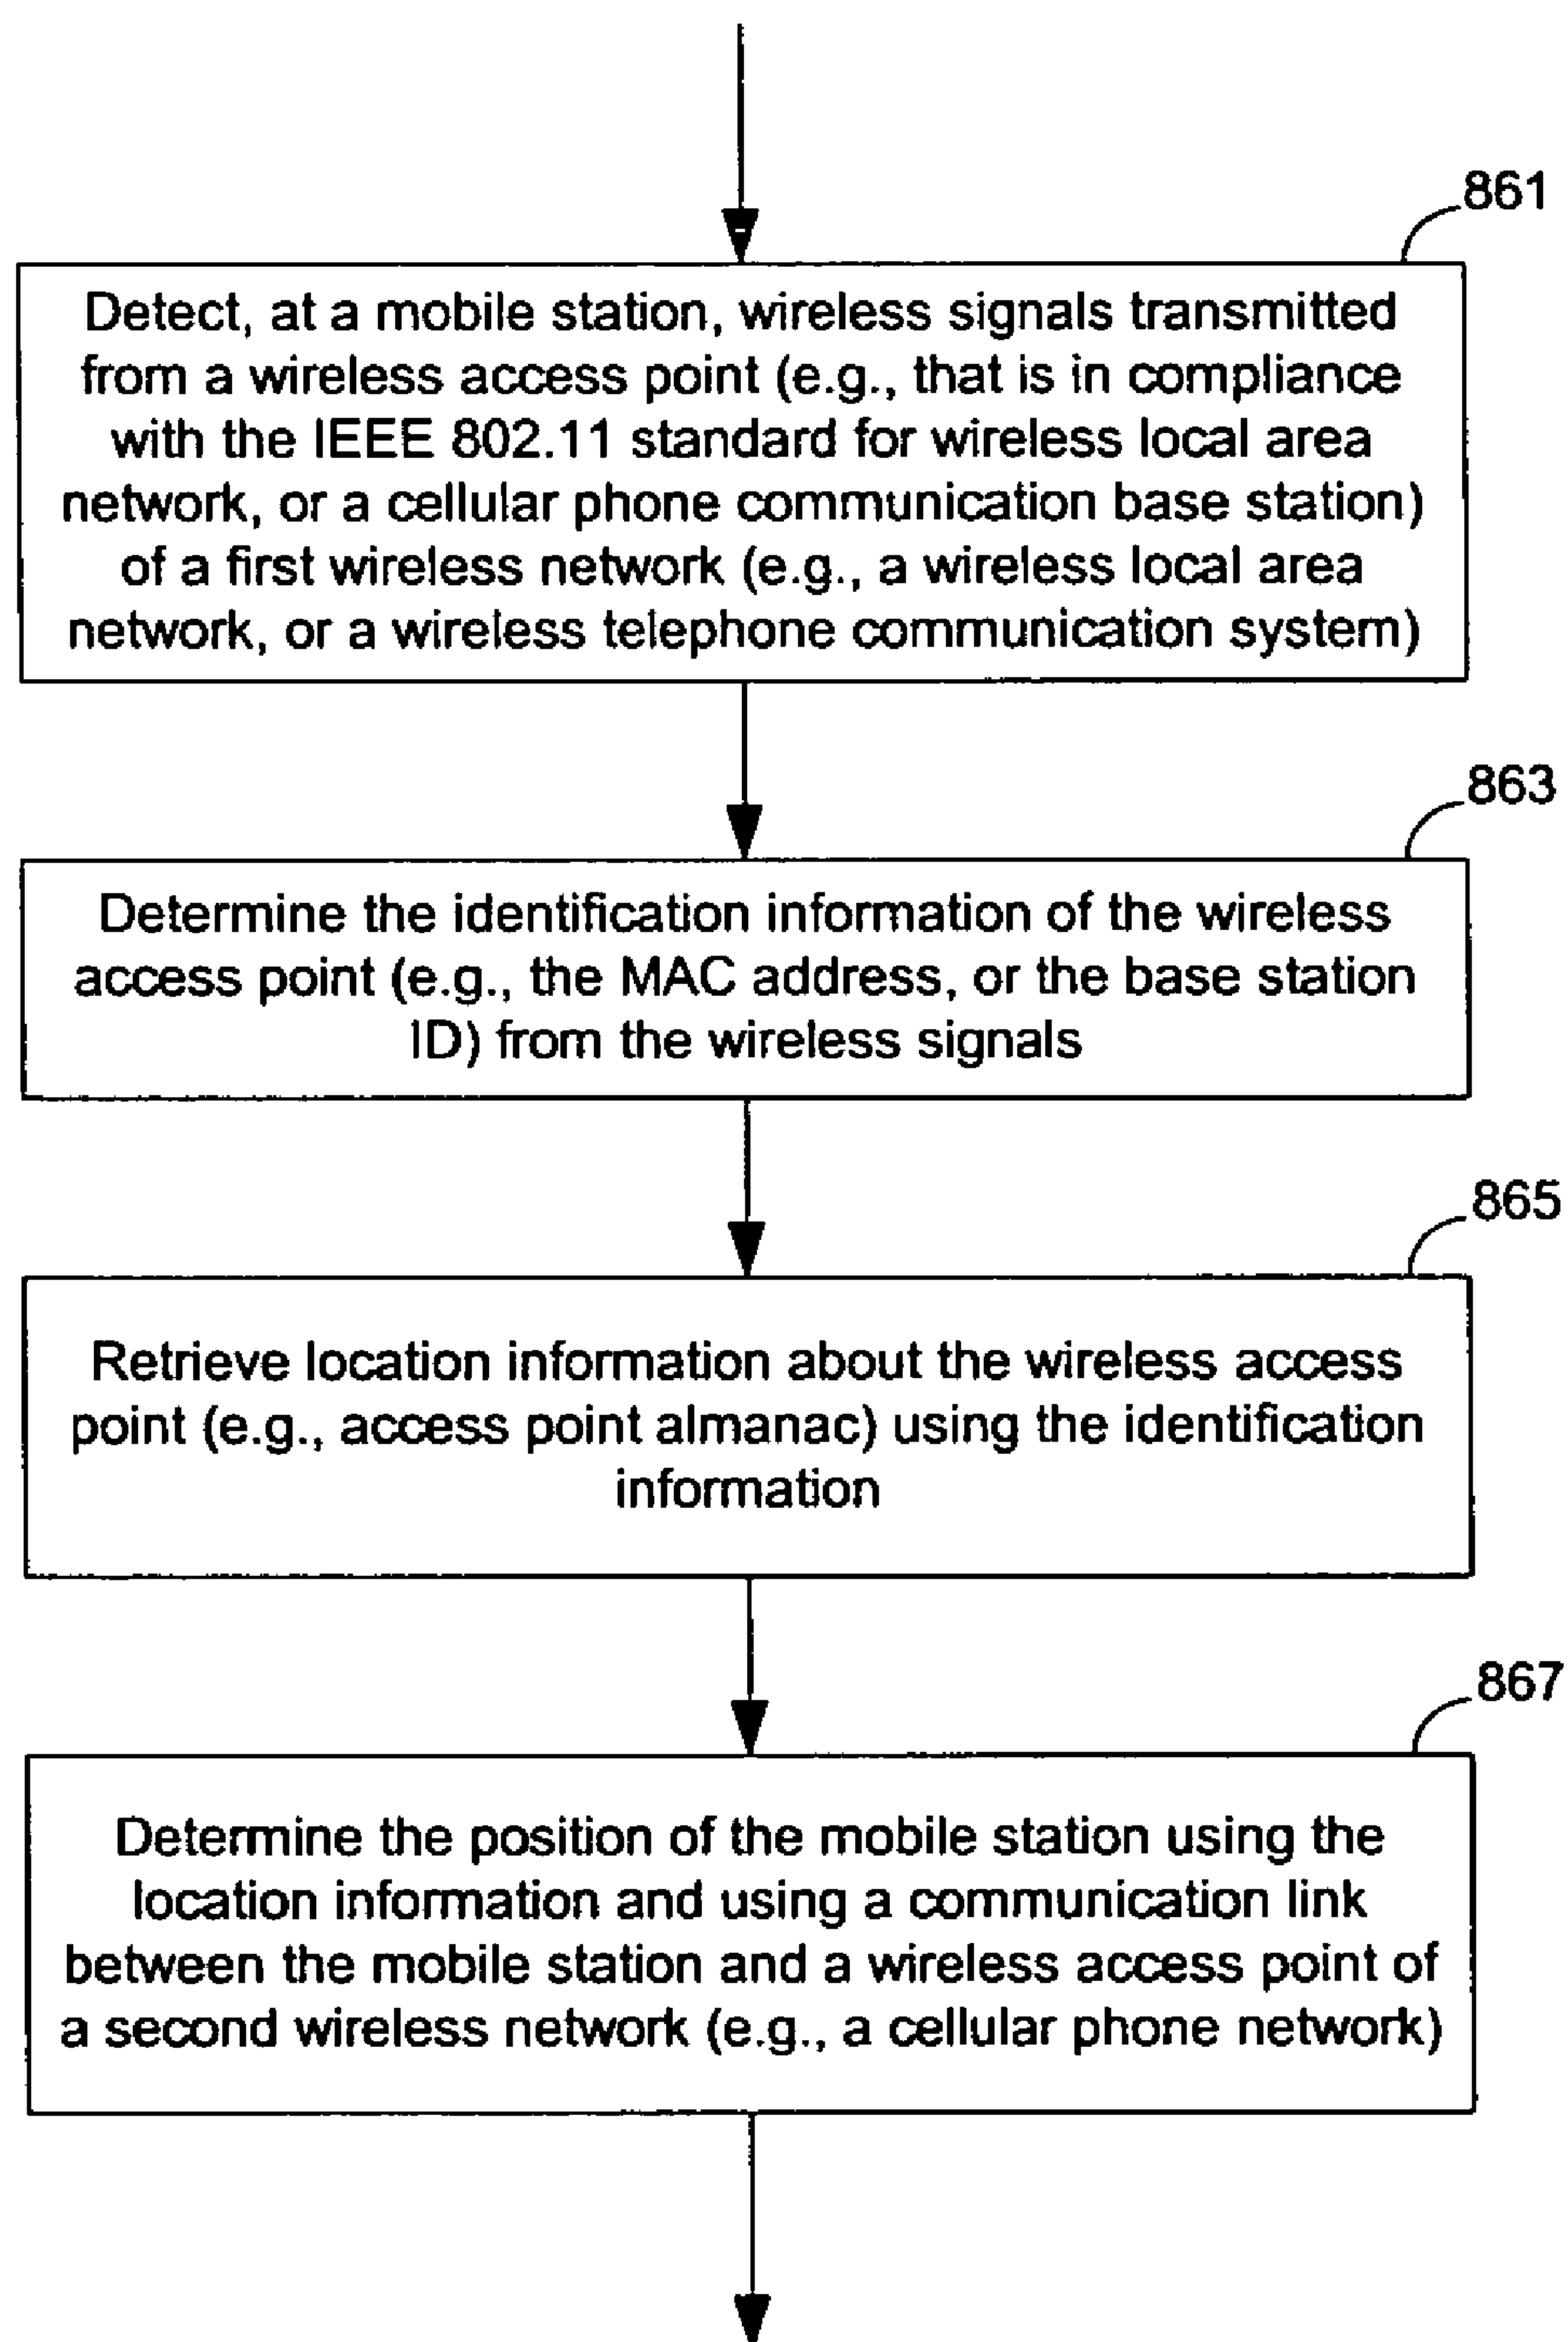 861
Detect, at a mobile station, wireless signals transmitted
from a wireless access point (e.g., that is in compliance
with the IEEE 802.11 standard for wireless local area
network, or a cellular phone communication base station)
of a first wireless network (e.g., a wireless local area
network, or a wireless telephone communication system)
863
Determine the identification information of the wireless
access point (e.g., the MAC address, or the base station
ID) from the wireless signals
865
Retrieve location information about the wireless access
point (e.g., access point almanac) using the identification
information
867
Determine the position of the mobile station using the
location information and using a communication link
between the mobile station and a wireless access point of
a second wireless network (e.g., a cellular phone network)